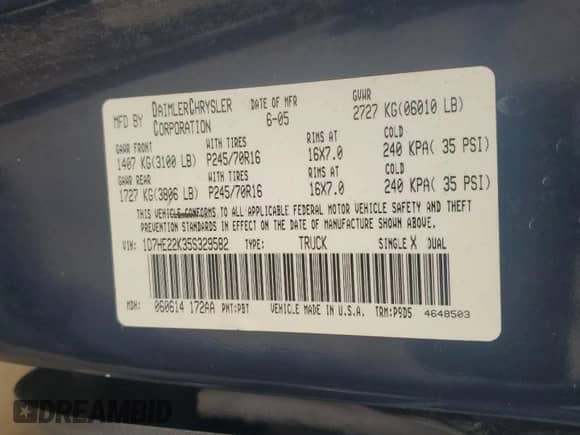 MFD BY DAIMLERCHRYSLER CORPORATION DATE OF MFR 6-05 GVWR 2727 KG(06010 LB)
GAWR FRONT WITH TIRES RIMS AT COLD
1407 KG(3100 LB) P245/70R16 16X7.0 240 KPA( 35 PSI)
GAWR REAR WITH TIRES RIMS AT COLD
1727 KG(3806 LB) P245/70R16 16X7.0 240 KPA( 35 PSI)
THIS VEHICLE CONFORMS TO ALL APPLICABLE FEDERAL MOTOR VEHICLE SAFETY AND THEFT
PREVENTION STANDARDS IN EFFECT ON THE DATE OF MANUFACTURE SHOWN ABOVE.
VIN: 1D7HE22K35S329582 TYPE: TRUCK SINGLE X DUAL
MDH: 060614 172AA PNT:PBT VEHICLE MADE IN U.S.A. TRM:P9D5 4648503
DREAMBID